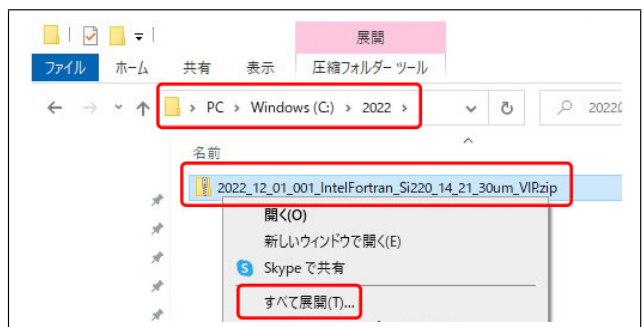 展開
ファイル ホーム 共有 表示 圧縮フォルダー ツール
PC > Windows (C:) > 2022 >
2022
名前
2022_12_01_001_IntelFortran_Si220_14_21_30um_VIP.zip
開く(O)
新しいウィンドウで開く(E)
Skype で共有
すべて展開(T)...